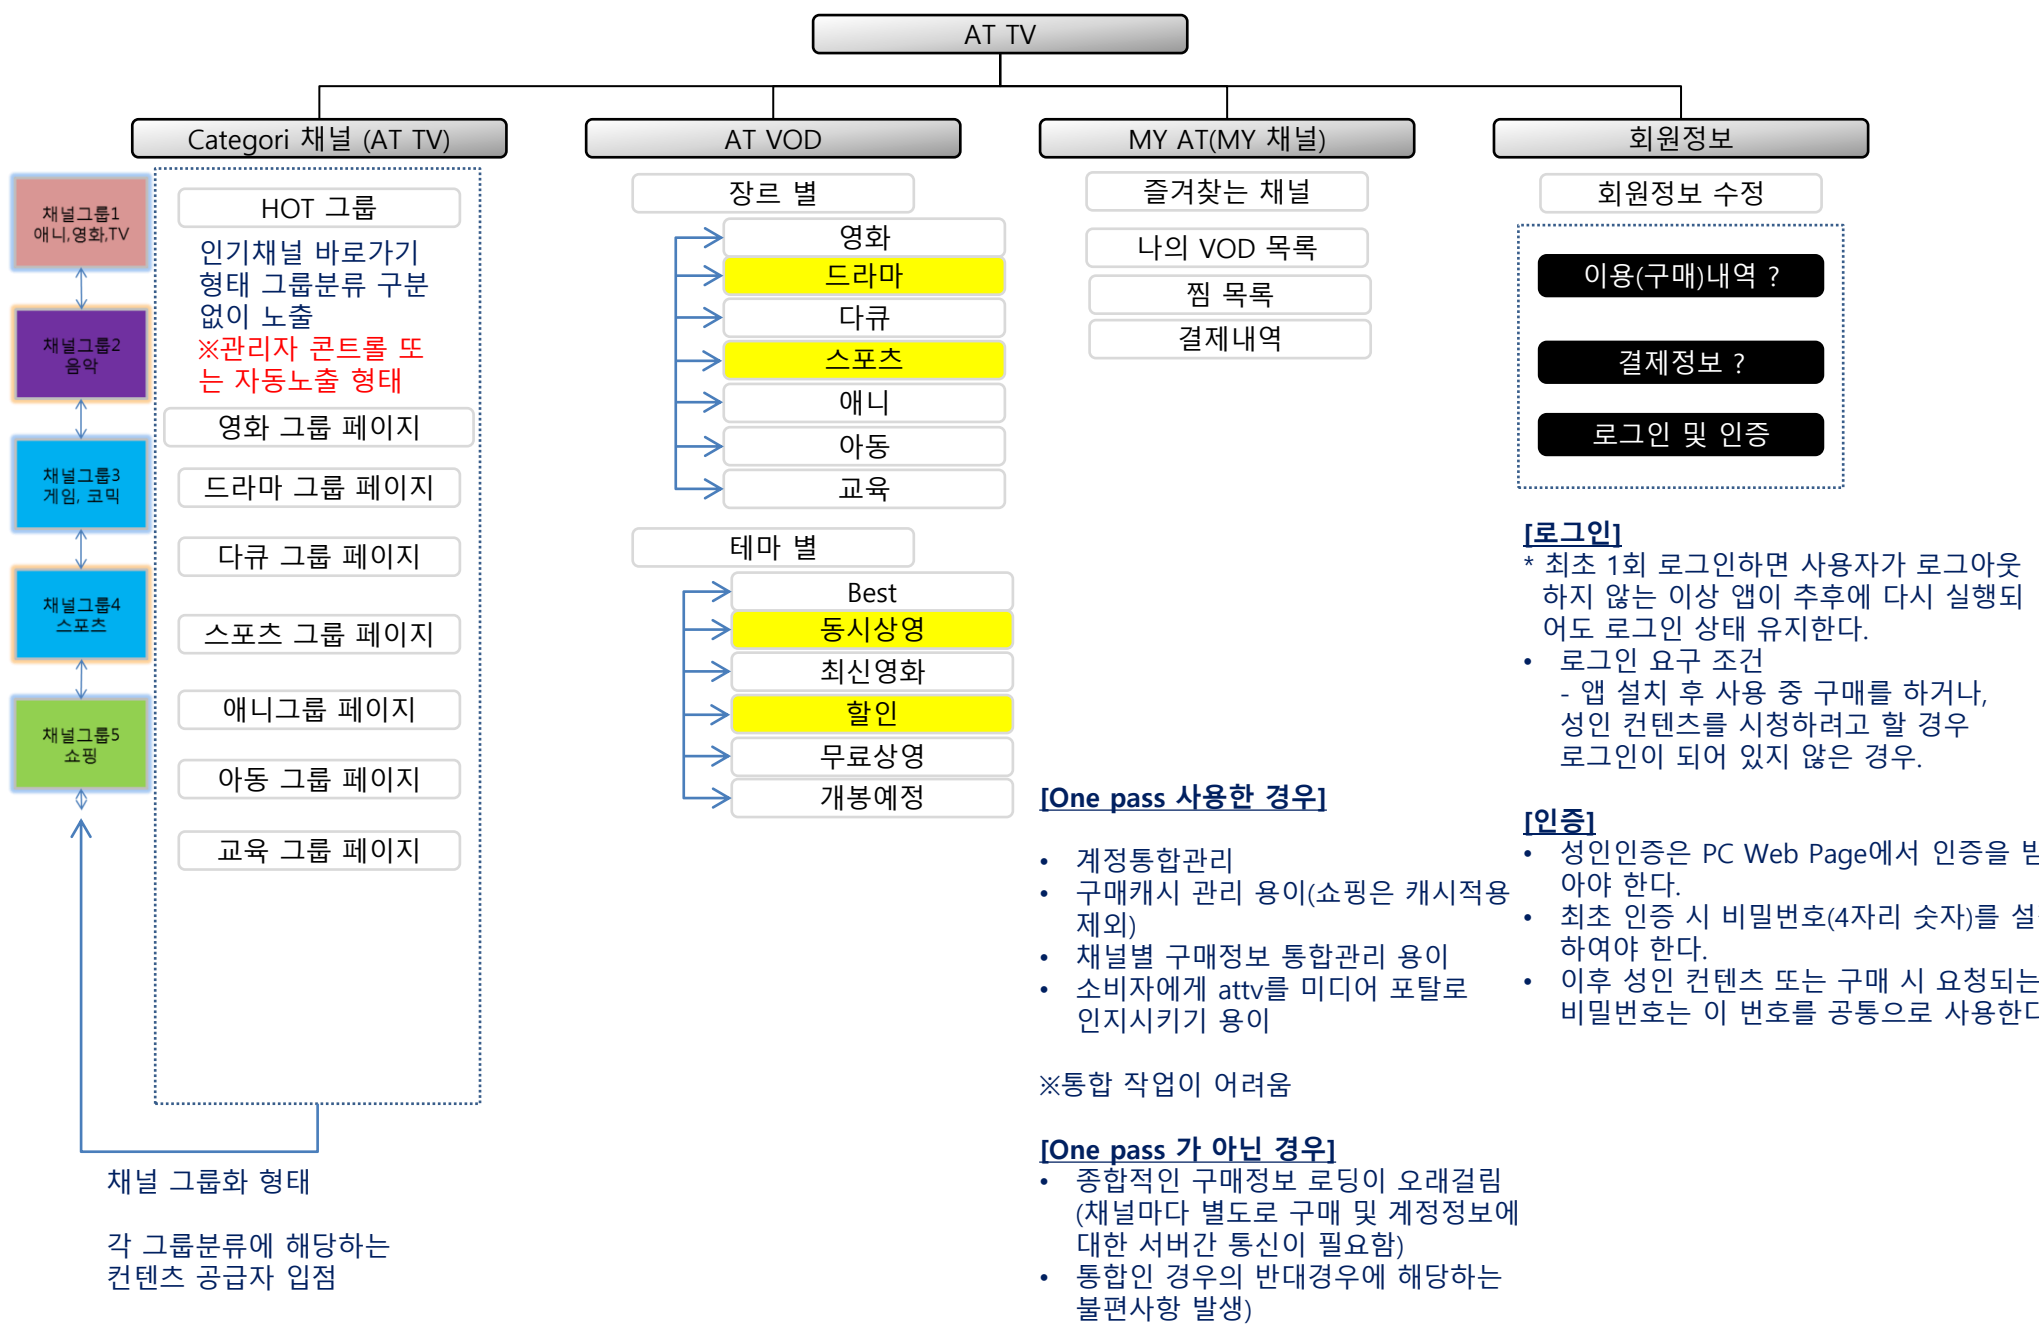 AT TV
Categori 채널 (AT TV)
AT VOD
MY AT(MY 채널)
회원정보
채널그룹1
애니,영화,TV
채널그룹2
음악
채널그룹3
게임, 코믹
채널그룹4
스포츠
채널그룹5
쇼핑
HOT 그룹
인기채널 바로가기
형태 그룹분류 구분
없이 노출
※관리자 콘트롤 또
는 자동노출 형태
영화 그룹 페이지
드라마 그룹 페이지
다큐 그룹 페이지
스포츠 그룹 페이지
애니그룹 페이지
아동 그룹 페이지
교육 그룹 페이지
채널 그룹화 형태
각 그룹분류에 해당하는
컨텐츠 공급자 입점
장르 별
영화
드라마
다큐
스포츠
애니
아동
교육
테마 별
Best
동시상영
최신영화
할인
무료상영
개봉예정
즐겨찾는 채널
나의 VOD 목록
찜 목록
결제내역
[One pass 사용한 경우]
• 계정통합관리
• 구매캐시 관리 용이(쇼핑은 캐시적용
제외)
• 채널별 구매정보 통합관리 용이
• 소비자에게 attv를 미디어 포탈로
인지시키기 용이
※통합 작업이 어려움
[One pass 가 아닌 경우]
• 종합적인 구매정보 로딩이 오래걸림
(채널마다 별도로 구매 및 계정정보에
대한 서버간 통신이 필요함)
• 통합인 경우의 반대경우에 해당하는
불편사항 발생)
회원정보 수정
이용(구매)내역 ?
결제정보 ?
로그인 및 인증
[로그인]
* 최초 1회 로그인하면 사용자가 로그아웃
하지 않는 이상 앱이 추후에 다시 실행되
어도 로그인 상태 유지한다.
• 로그인 요구 조건
- 앱 설치 후 사용 중 구매를 하거나,
성인 컨텐츠를 시청하려고 할 경우
로그인이 되어 있지 않은 경우.
[인증]
• 성인인증은 PC Web Page에서 인증을 받
아야 한다.
• 최초 인증 시 비밀번호(4자리 숫자)를 설
하여야 한다.
• 이후 성인 컨텐츠 또는 구매 시 요청되는
비밀번호는 이 번호를 공통으로 사용한다